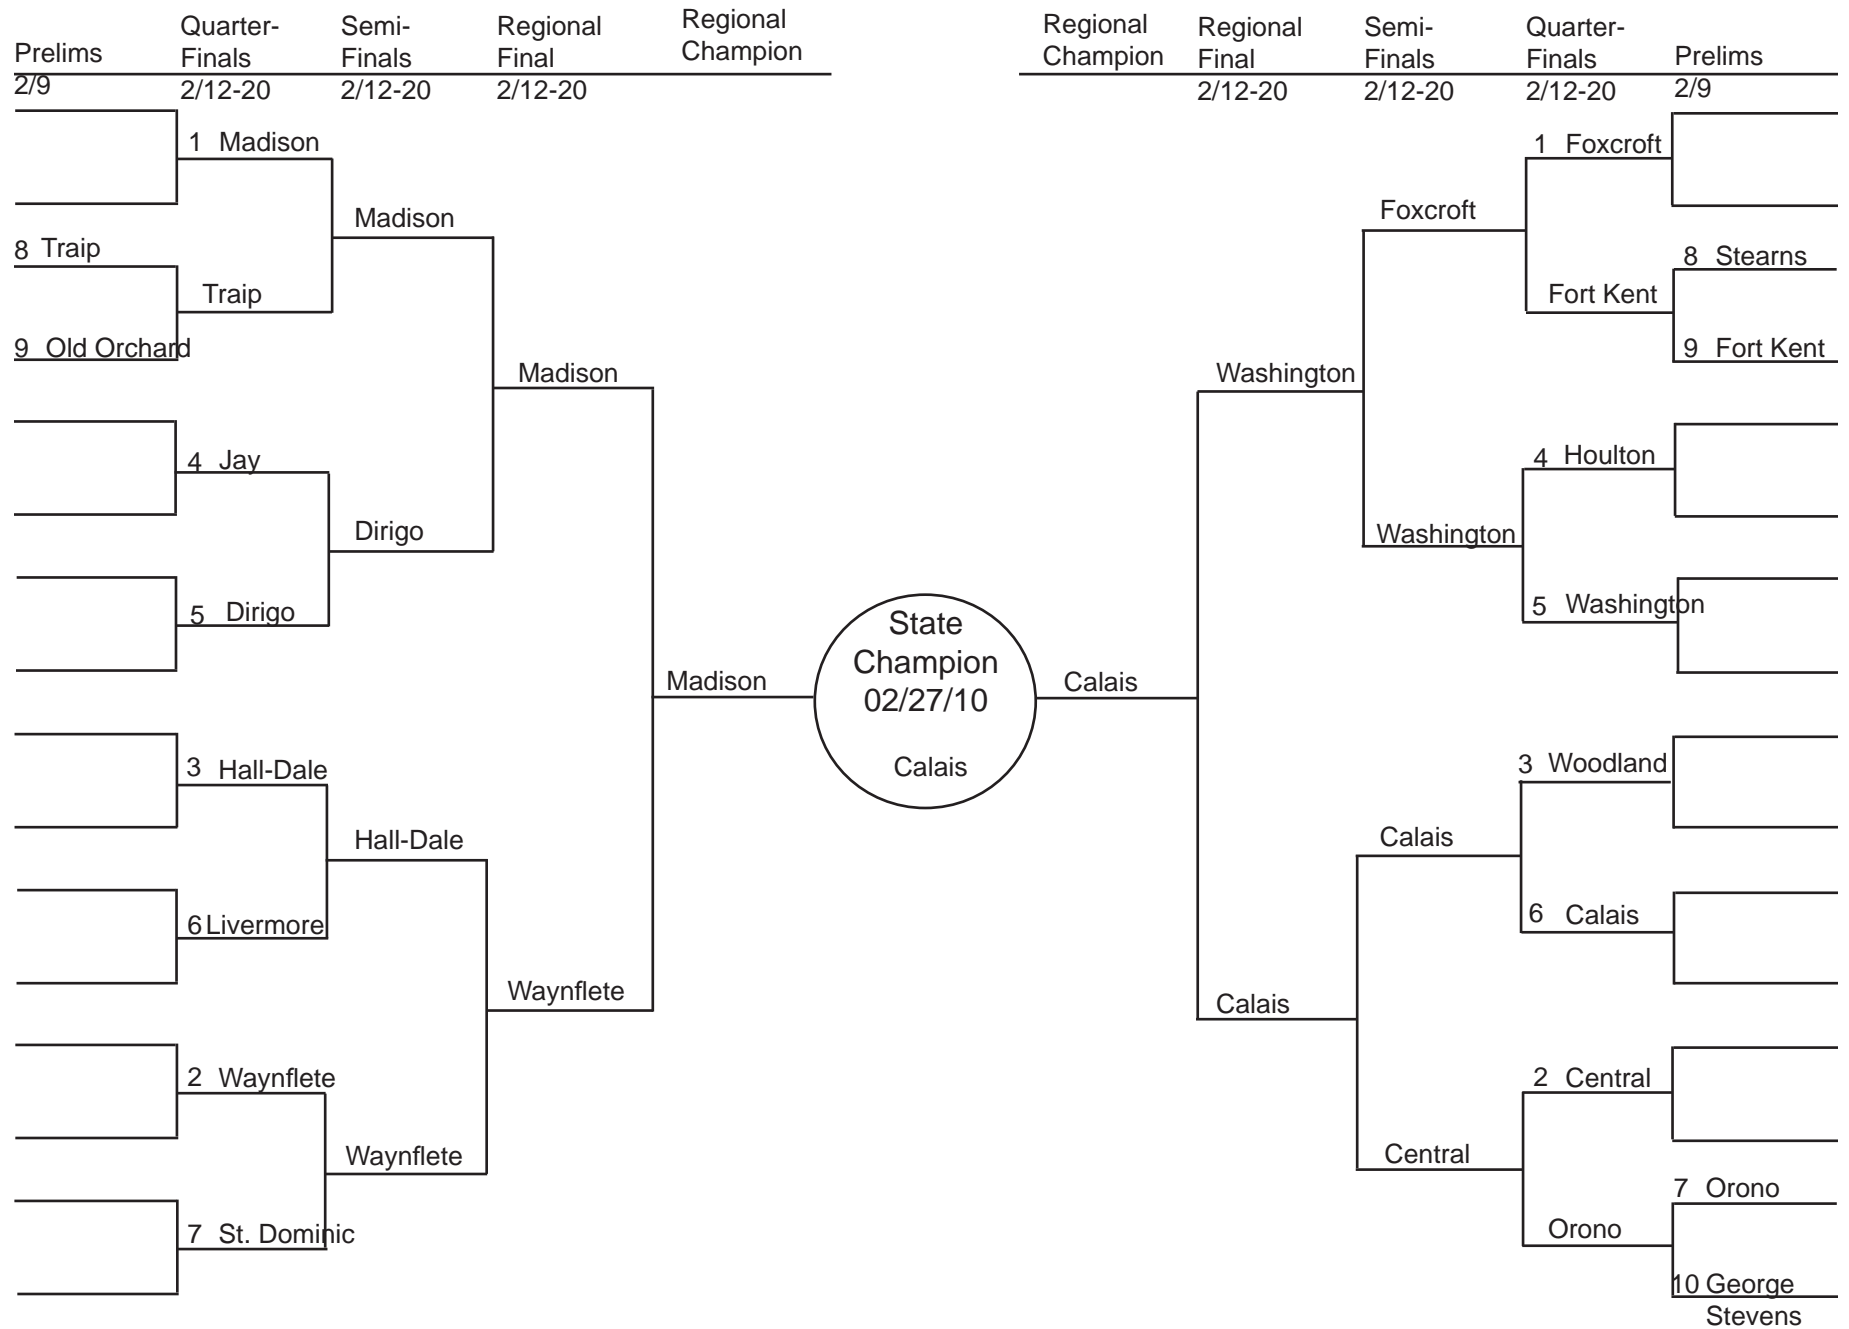 Prelims
2/9
Quarter-
Finals
2/12-20
Semi-
Finals
2/12-20
Regional
Final
2/12-20
Regional
Champion
Regional
Champion
Regional
Final
2/12-20
Semi-
Finals
2/12-20
Quarter-
Finals
2/12-20
Prelims
2/9
8 Traip
9 Old Orchard
1 Madison
Traip
4 Jay
5 Dirigo
3 Hall-Dale
6 Livermore
2 Waynflete
7 St. Dominic
Madison
Dirigo
Hall-Dale
Waynflete
Madison
Waynflete
Madison
State
Champion
02/27/10
Calais
Calais
Washington
Calais
Foxcroft
Washington
Calais
Central
1 Foxcroft
Fort Kent
4 Houlton
5 Washington
3 Woodland
6 Calais
2 Central
Orono
8 Stearns
9 Fort Kent
7 Orono
10 George
Stevens